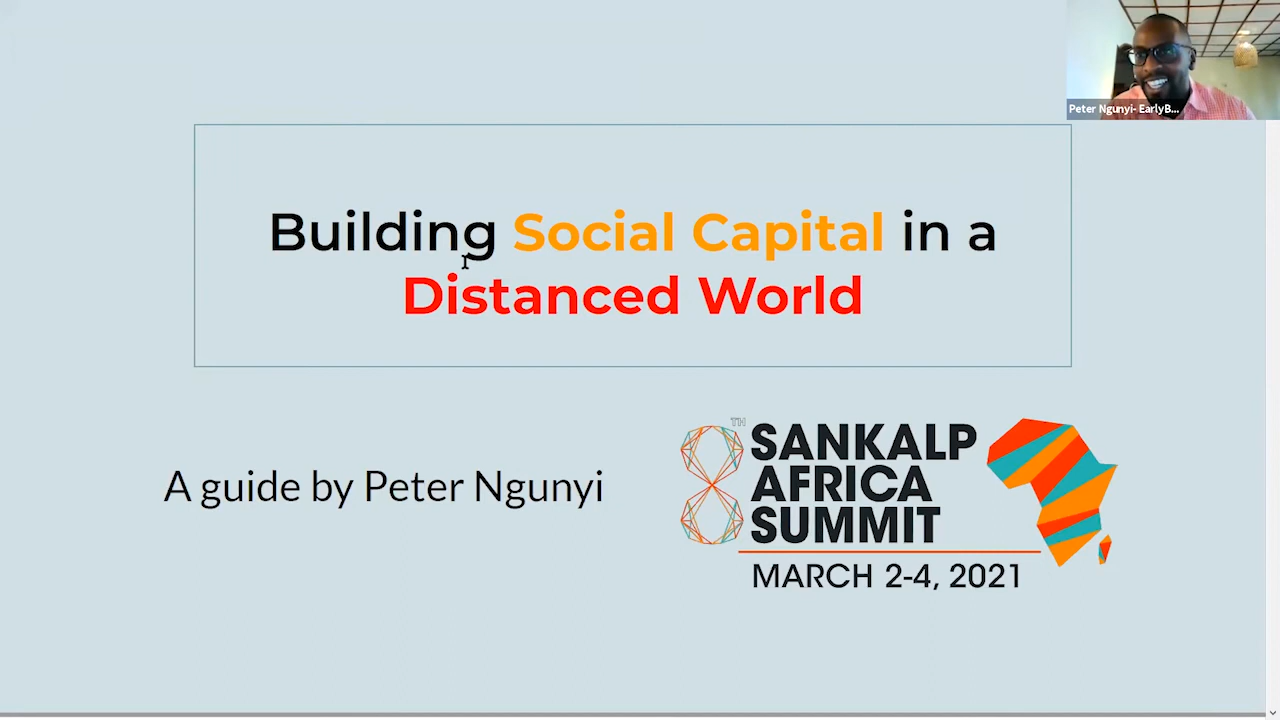 Peter Ngunyi- EarlyB...
Building Social Capital in a
Distanced World
A guide by Peter Ngunyi
8TH
SANKALP
AFRICA
SUMMIT
MARCH 2-4, 2021